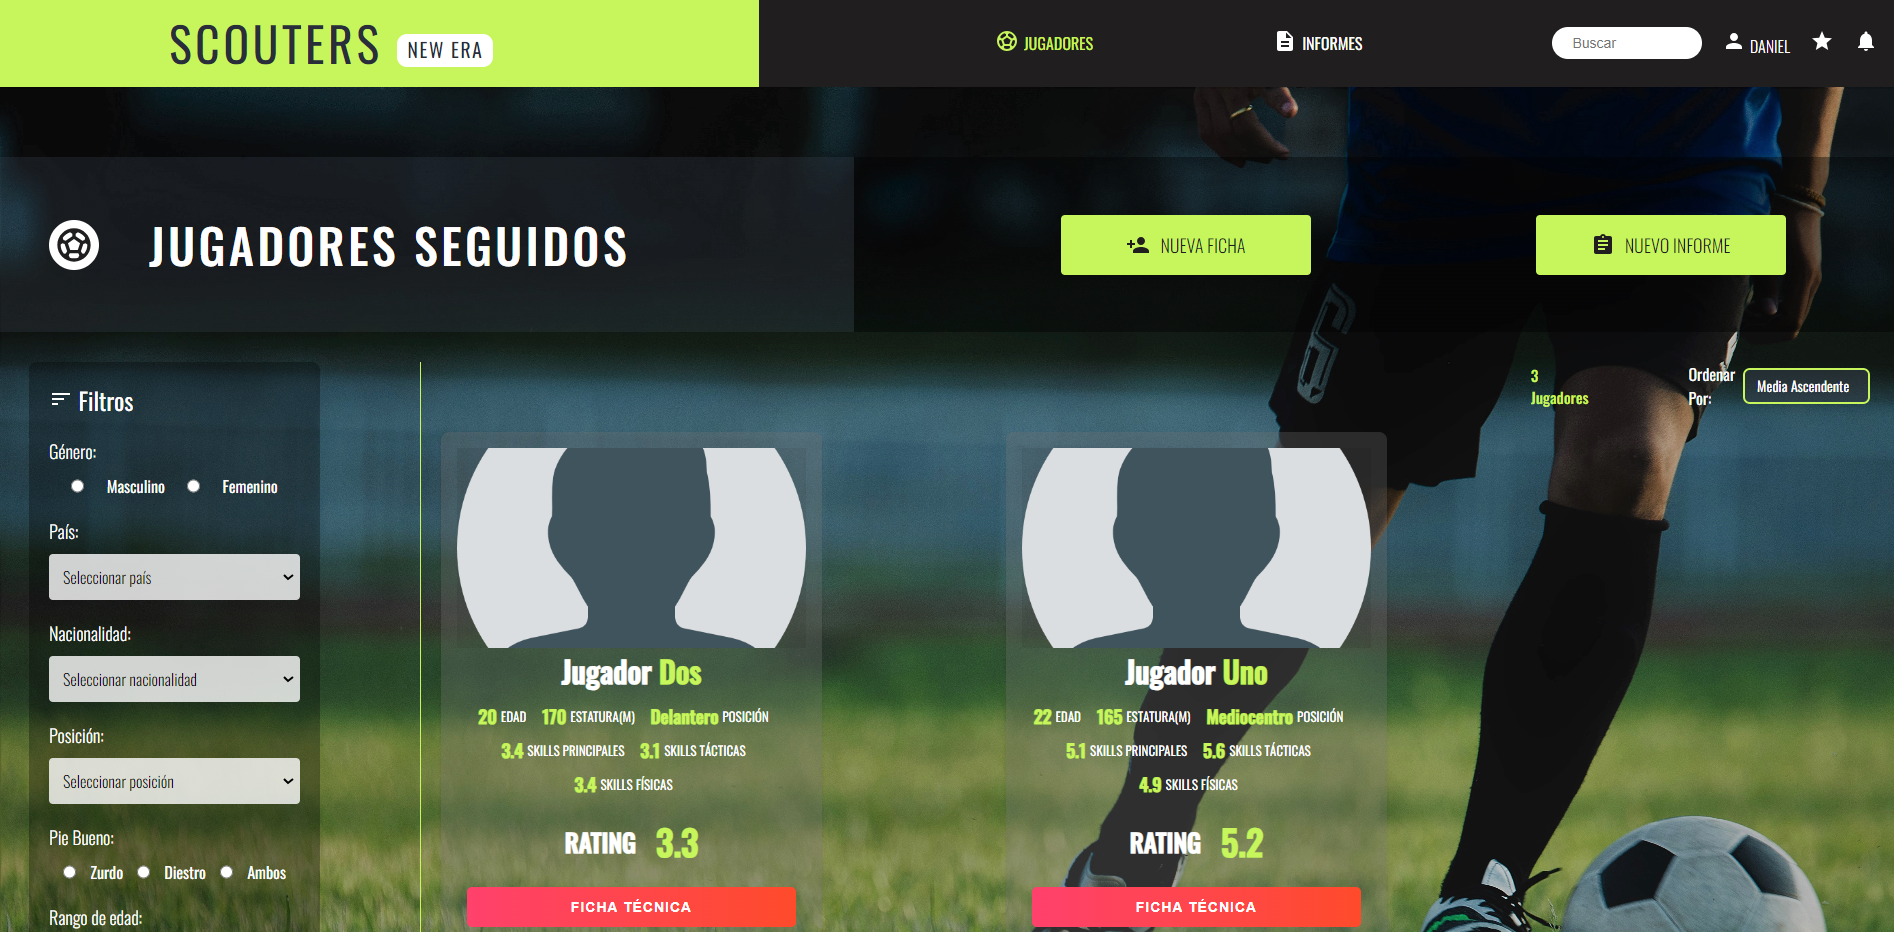 SCOUTERS NEW ERA
JUGADORES
INFORMES
Buscar
DANIEL
JUGADORES SEGUIDOS
NUEVA FICHA
NUEVO INFORME
Filtros
Género:
Masculino Femenino
País:
Seleccionar país
Nacionalidad:
Seleccionar nacionalidad
Posición:
Seleccionar posición
Pie Bueno:
Zurdo Diestro Ambos
Rango de edad:
3
Jugadores
Ordenar
Por:
Media Ascendente
Jugador Dos
20 EDAD 170 ESTATURA(M) Delantero POSICIÓN
3.4 SKILLS PRINCIPALES 3.1 SKILLS TÁCTICAS
3.4 SKILLS FÍSICAS
RATING 3.3
FICHA TÉCNICA
Jugador Uno
22 EDAD 165 ESTATURA(M) Mediocentro POSICIÓN
5.1 SKILLS PRINCIPALES 5.6 SKILLS TÁCTICAS
4.9 SKILLS FÍSICAS
RATING 5.2
FICHA TÉCNICA